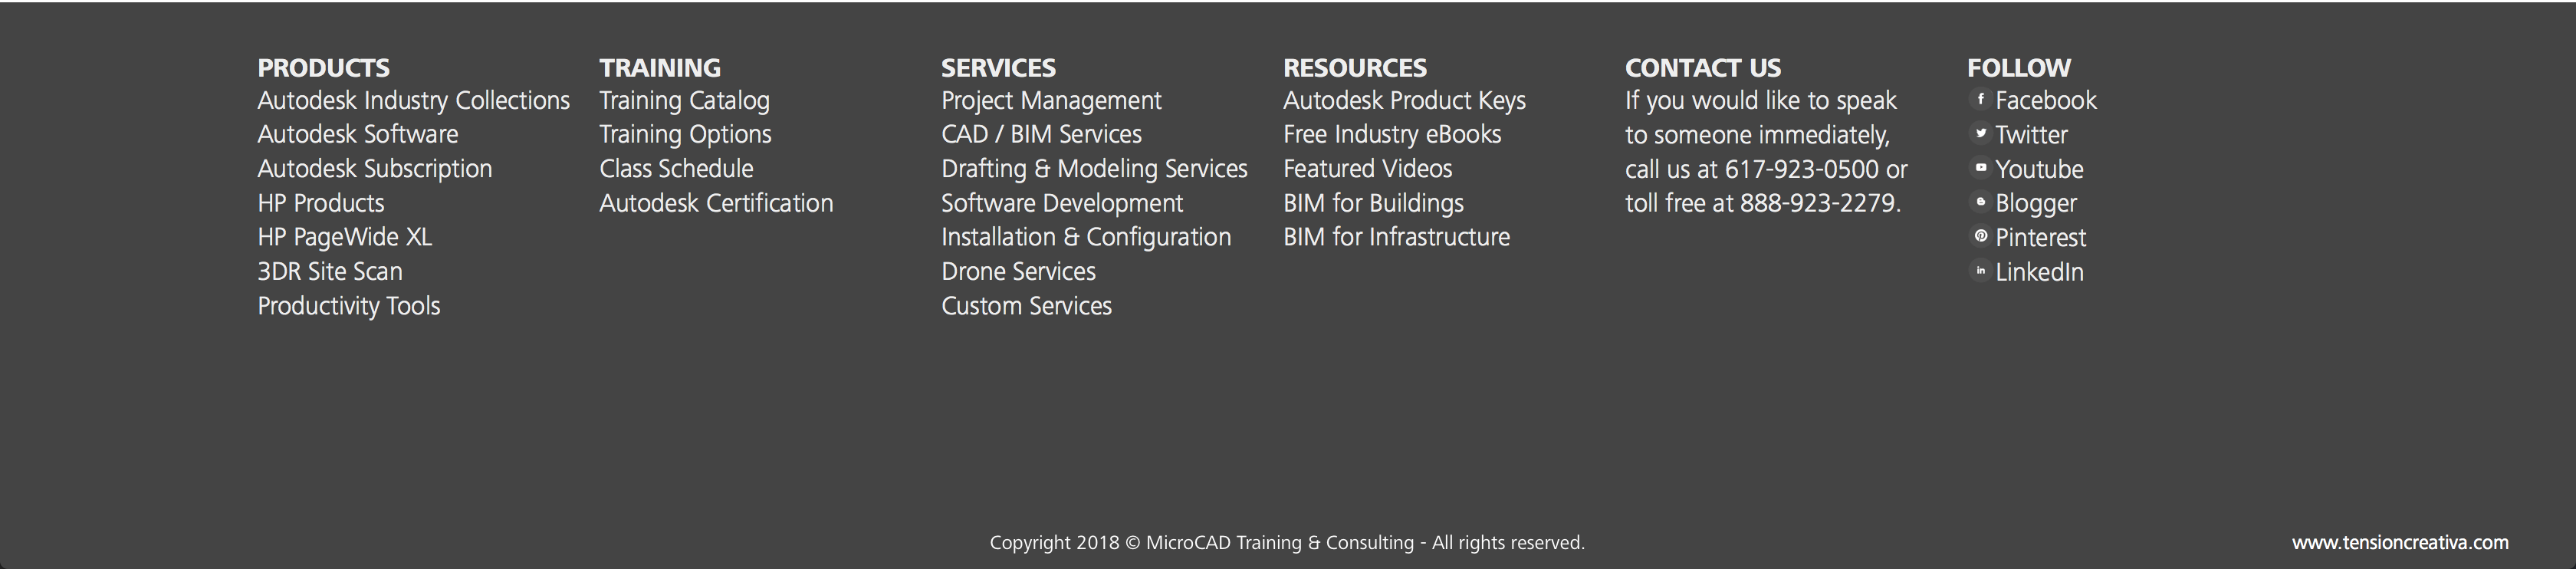 PRODUCTS
Autodesk Industry Collections
Autodesk Software
Autodesk Subscription
HP Products
HP PageWide XL
3DR Site Scan
Productivity Tools
TRAINING
Training Catalog
Training Options
Class Schedule
Autodesk Certification
SERVICES
Project Management
CAD / BIM Services
Drafting & Modeling Services
Software Development
Installation & Configuration
Drone Services
Custom Services
RESOURCES
Autodesk Product Keys
Free Industry eBooks
Featured Videos
BIM for Buildings
BIM for Infrastructure
CONTACT US
If you would like to speak
to someone immediately,
call us at 617-923-0500 or
toll free at 888-923-2279.
FOLLOW
Facebook
Twitter
Youtube
Blogger
Pinterest
LinkedIn
Copyright 2018 © MicroCAD Training & Consulting - All rights reserved.
www.tensioncreativa.com